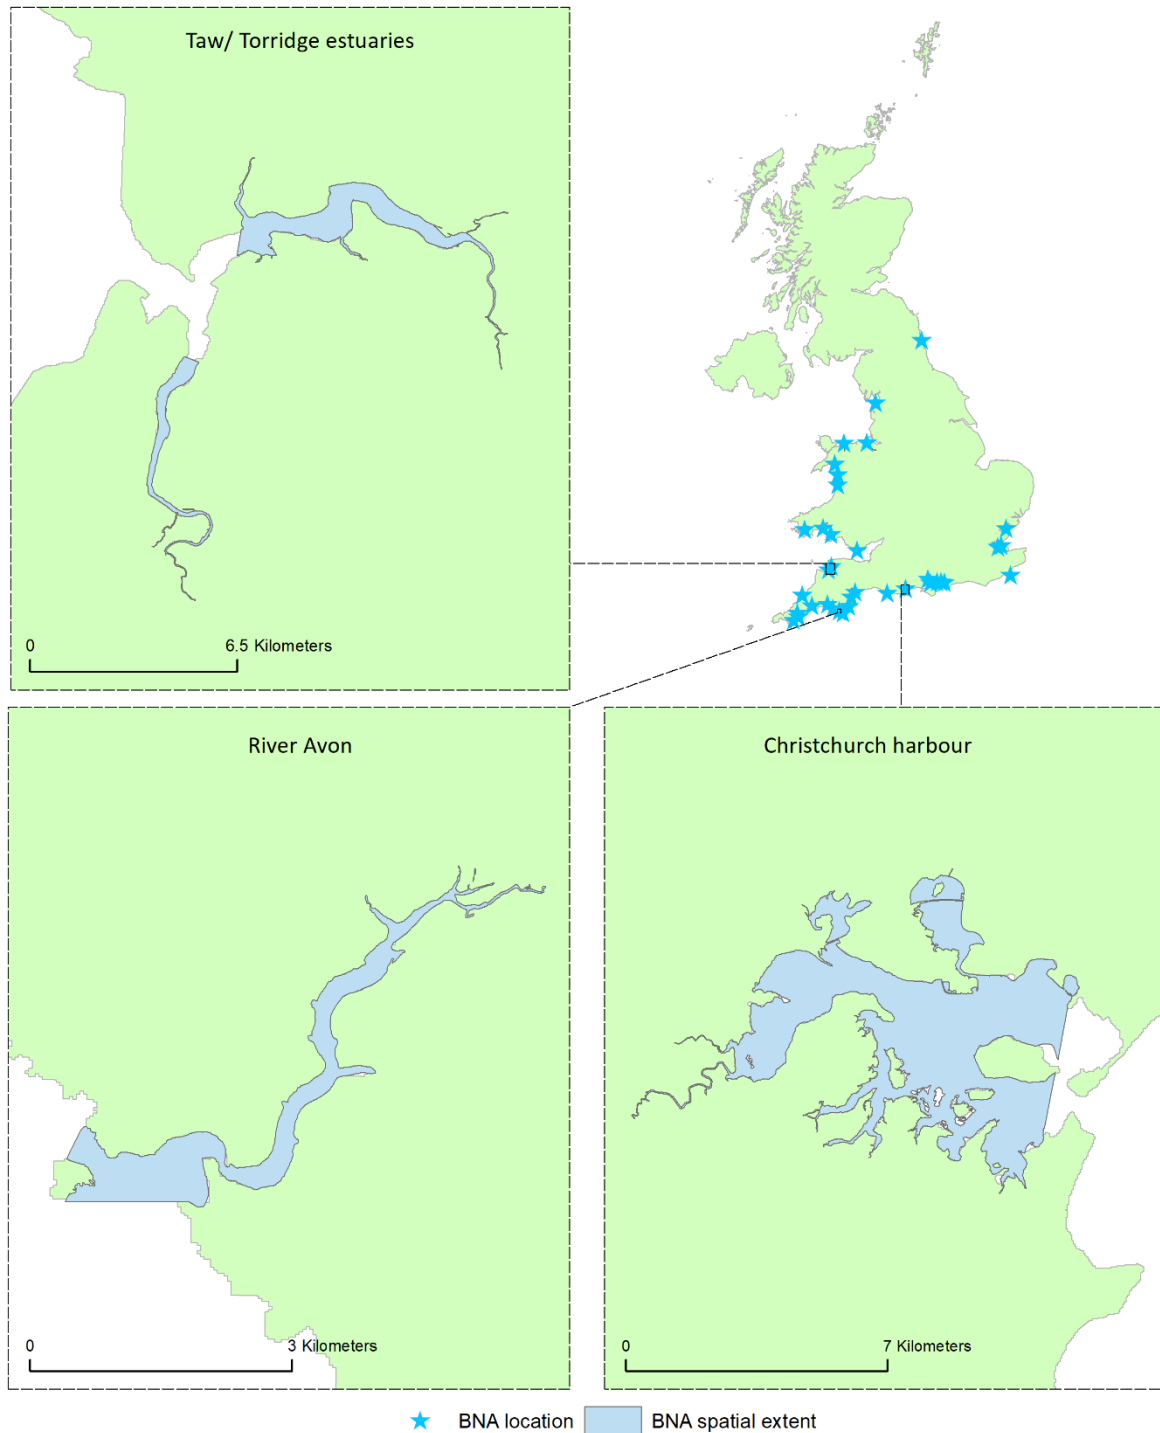 Taw/ Torridge estuaries
0 6.5 Kilometers
River Avon
0 3 Kilometers
Christchurch harbour
0 7 Kilometers
BNA location BNA spatial extent